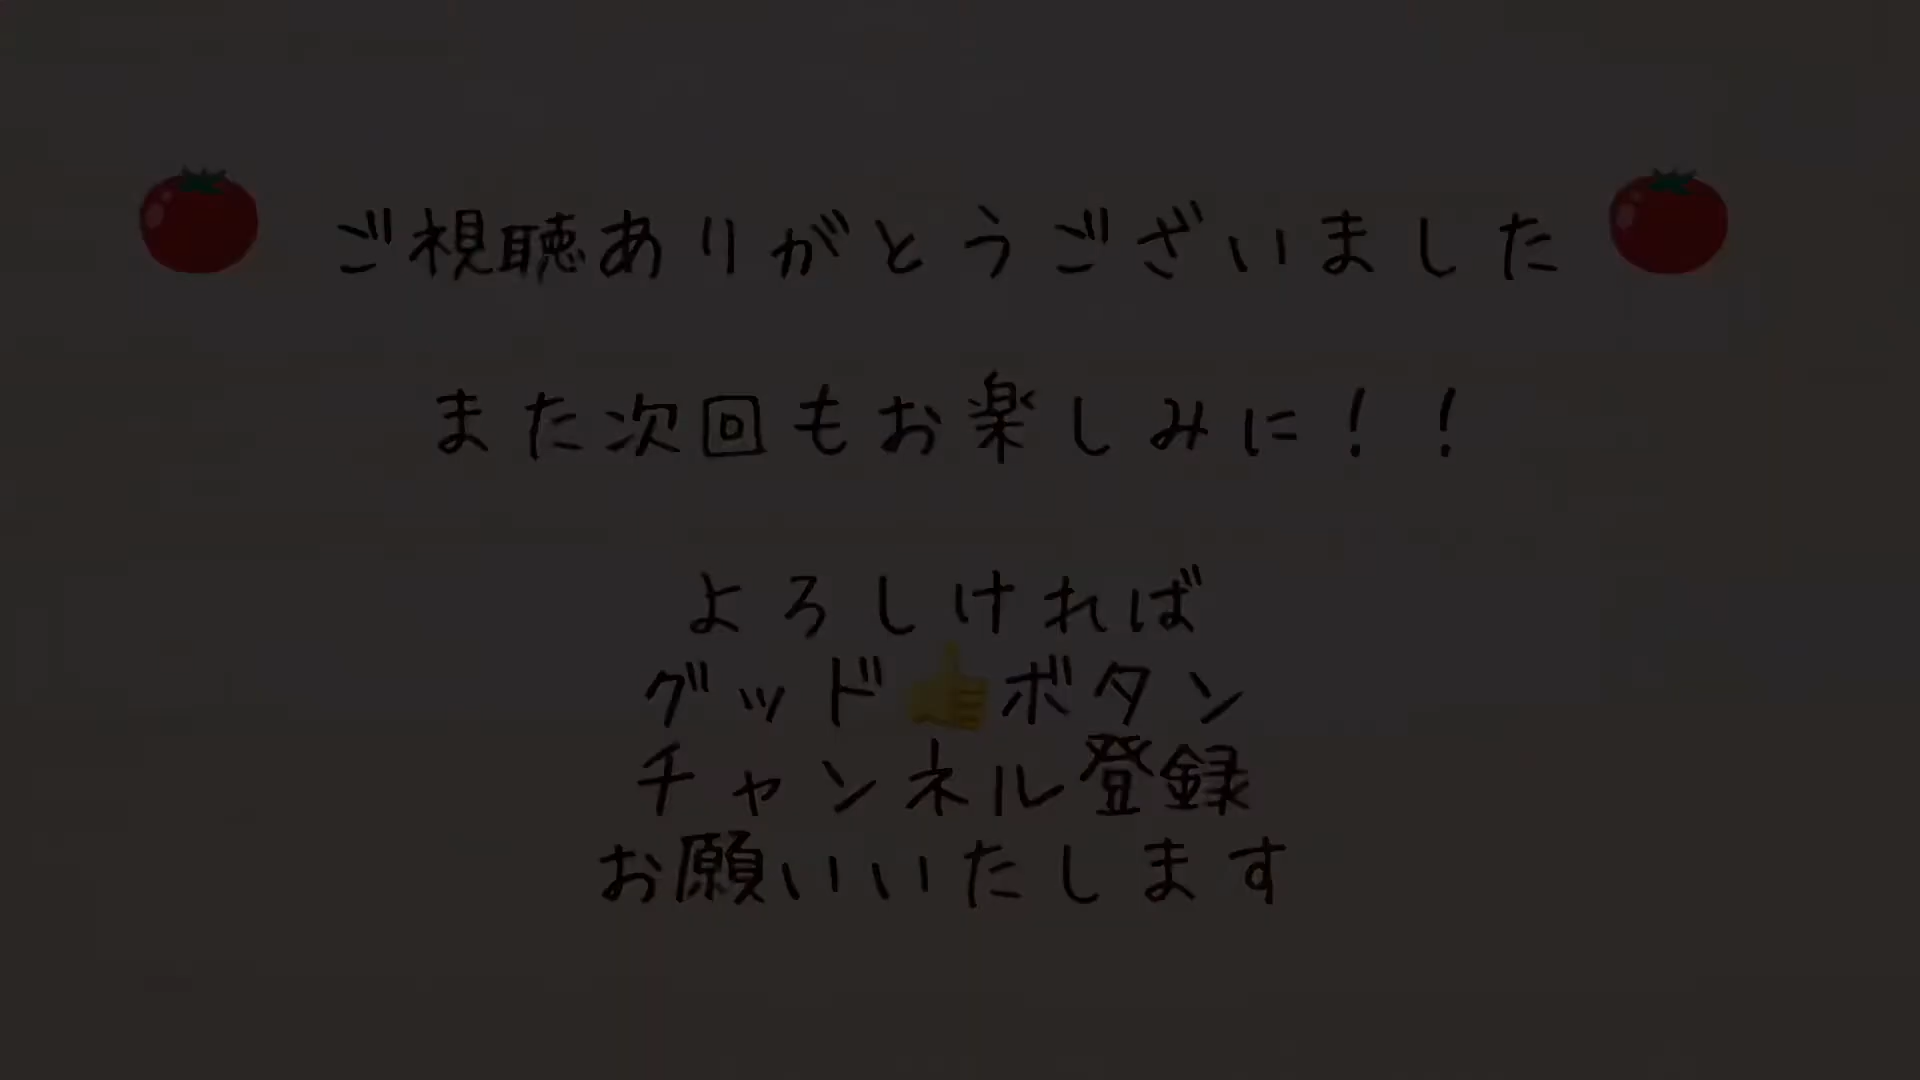 ご視聴ありがとうございました
また次回もお楽しみに！！
よろしければ
グッド👍ボタン
チャンネル登録
お願いいたします